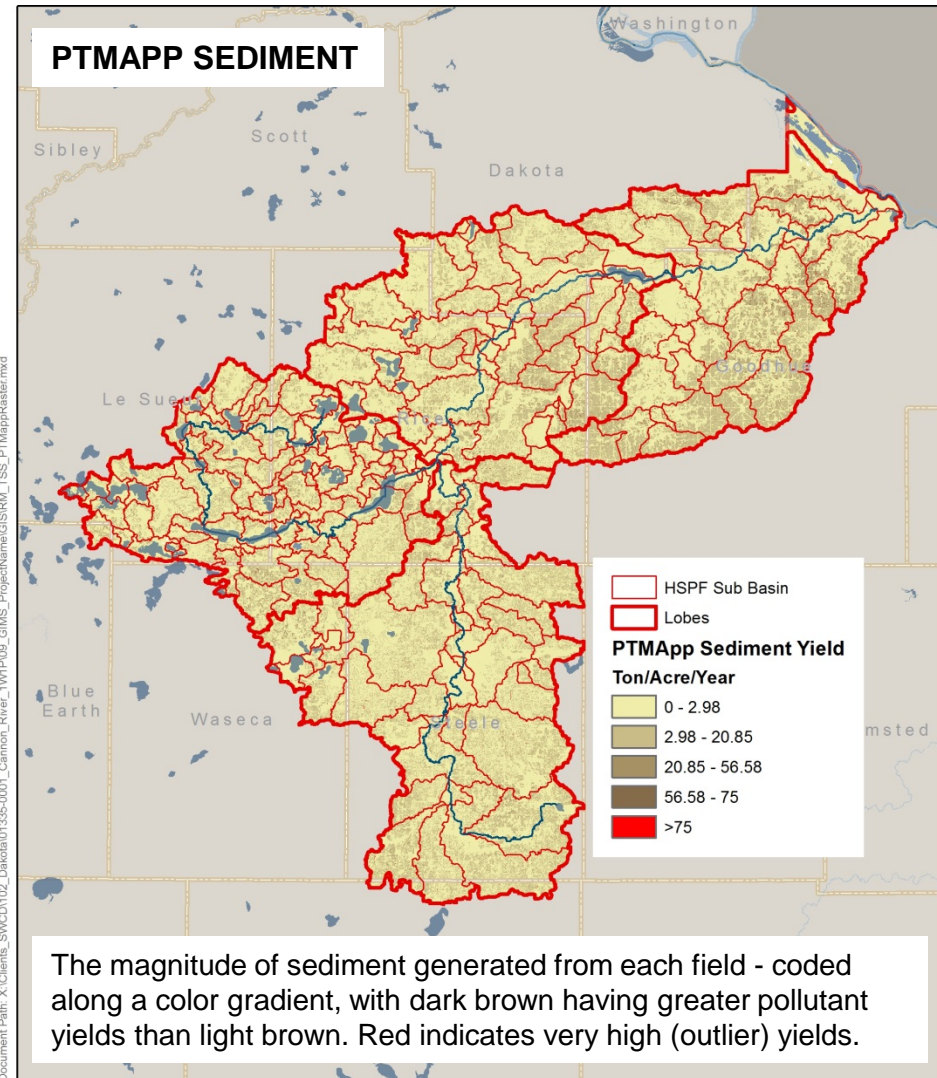 Washington
PTMAPP SEDIMENT
Scott
Sibley
Dakota
Goodhue
Le Sueur
Rice
HSPF Sub Basin
Lobes
PTMApp Sediment Yield
Ton/Acre/Year
0 - 2.98
2.98 - 20.85
20.85 - 56.58
56.58 - 75
>75
Blue
Earth
Waseca
Steele
msted
The magnitude of sediment generated from each field - coded
along a color gradient, with dark brown having greater pollutant
yields than light brown. Red indicates very high (outlier) yields.